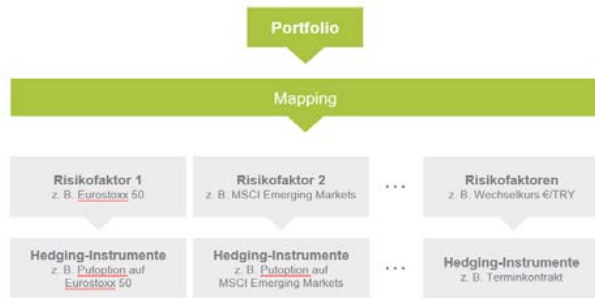 Portfolio
Mapping
Risikofaktor 1
z. B. Eurostoxx 50
Risikofaktor 2
z. B. MSCI Emerging Markets
...
Risikofaktoren
z. B. Wechselkurs €/TRY
Hedging-Instrumente
z. B. Putoption auf
Eurostoxx 50
Hedging-Instrumente
z. B. Putoption auf
MSCI Emerging Markets
...
Hedging-Instrumente
z. B. Terminkontrakt